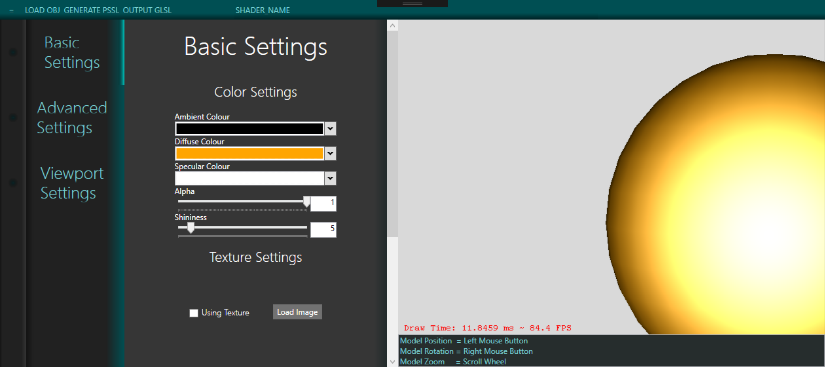 LOAD OBJ GENERATE PSSL OUTPUT GLSL SHADER NAME
Basic
Settings
Advanced
Settings
Viewport
Settings
Basic Settings
Color Settings
Ambient Colour
Diffuse Colour
Specular Colour
Alpha
1
Shininess
5
Texture Settings
Using Texture
Load Image
Draw Time: 11.8459 ms ~ 84.4 FPS
Model Position = Left Mouse Button
Model Rotation = Right Mouse Button
Model Zoom = Scroll Wheel